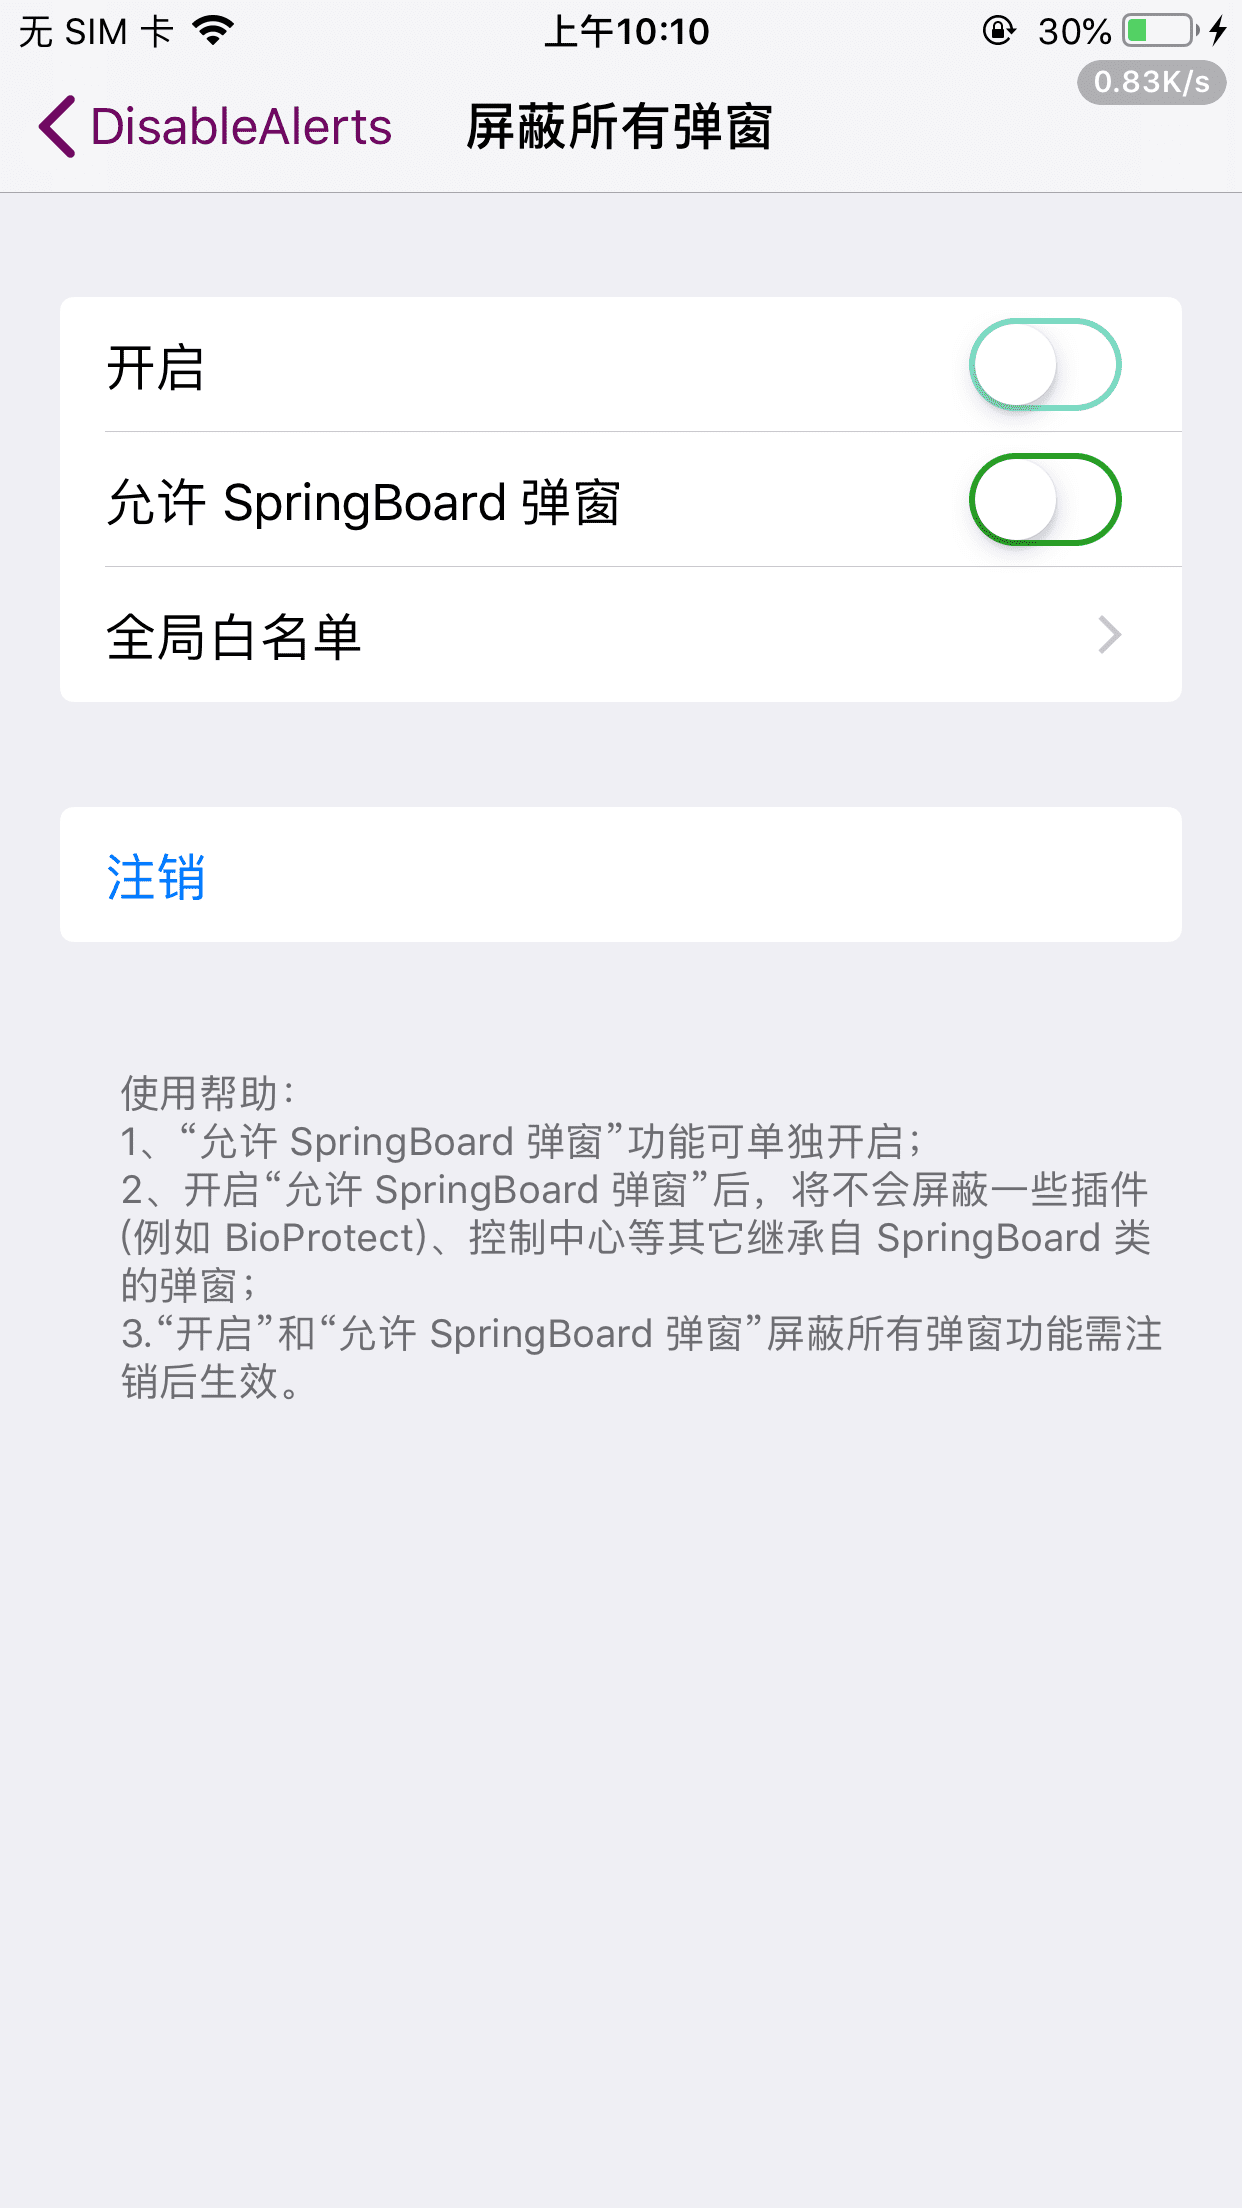 无 SIM 卡
上午10:10
30%
0.83K/s
DisableAlerts
屏蔽所有弹窗
开启
允许 SpringBoard 弹窗
全局白名单
注销
使用帮助：
1、“允许 SpringBoard 弹窗”功能可单独开启；
2、开启“允许 SpringBoard 弹窗”后，将不会屏蔽一些插件
(例如 BioProtect)、控制中心等其它继承自 SpringBoard 类
的弹窗；
3.“开启”和“允许 SpringBoard 弹窗”屏蔽所有弹窗功能需注
销后生效。